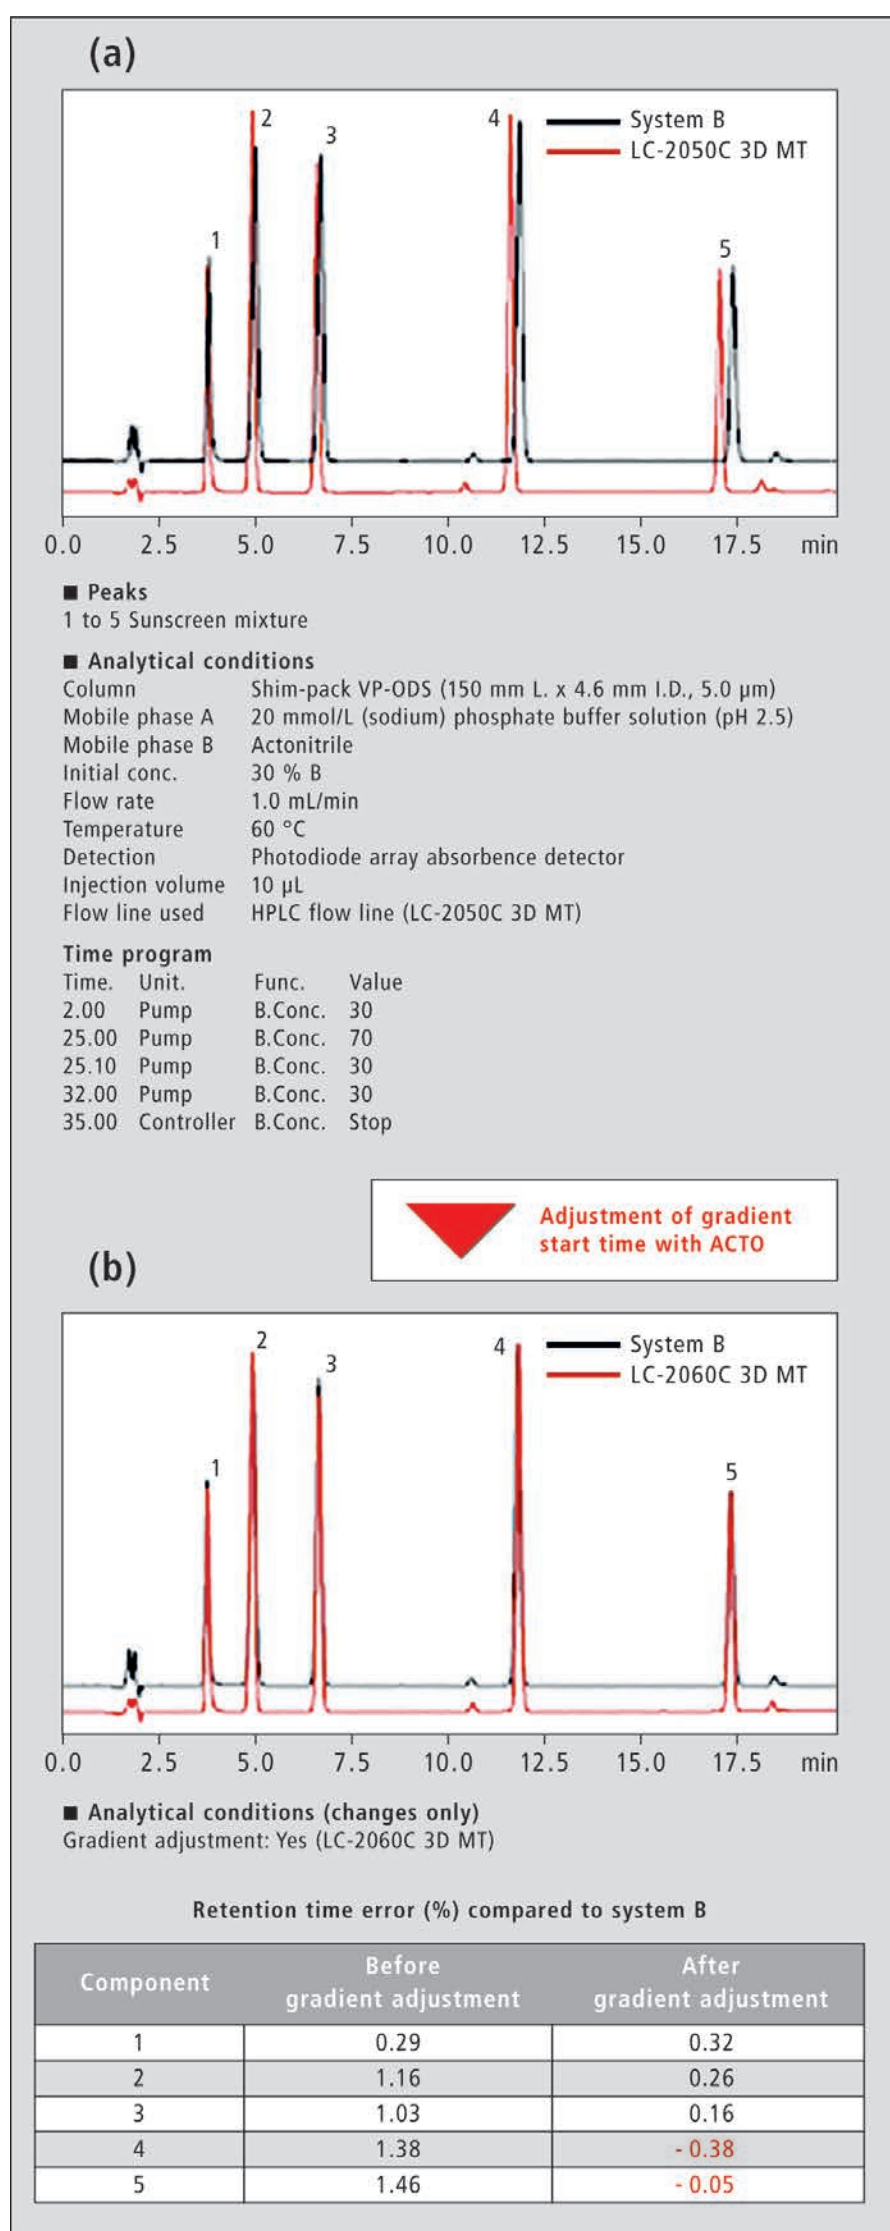 (a)
System B
LC-2050C 3D MT
1
2
3
4
5
0.0 2.5 5.0 7.5 10.0 12.5 15.0 17.5 min
■ Peaks
1 to 5 Sunscreen mixture
■ Analytical conditions
Column Shim-pack VP-ODS (150 mm L. x 4.6 mm I.D., 5.0 µm)
Mobile phase A 20 mmol/L (sodium) phosphate buffer solution (pH 2.5)
Mobile phase B Actonitrile
Initial conc. 30 % B
Flow rate 1.0 mL/min
Temperature 60 °C
Detection Photodiode array absorbence detector
Injection volume 10 µL
Flow line used HPLC flow line (LC-2050C 3D MT)
Time program
Time. Unit. Func. Value
2.00 Pump B.Conc. 30
25.00 Pump B.Conc. 70
25.10 Pump B.Conc. 30
32.00 Pump B.Conc. 30
35.00 Controller B.Conc. Stop
Adjustment of gradient
start time with ACTO
(b)
System B
LC-2060C 3D MT
1
2
3
4
5
0.0 2.5 5.0 7.5 10.0 12.5 15.0 17.5 min
■ Analytical conditions (changes only)
Gradient adjustment: Yes (LC-2060C 3D MT)
Retention time error (%) compared to system B
Component Before gradient adjustment After gradient adjustment
1 0.29 0.32
2 1.16 0.26
3 1.03 0.16
4 1.38 - 0.38
5 1.46 - 0.05